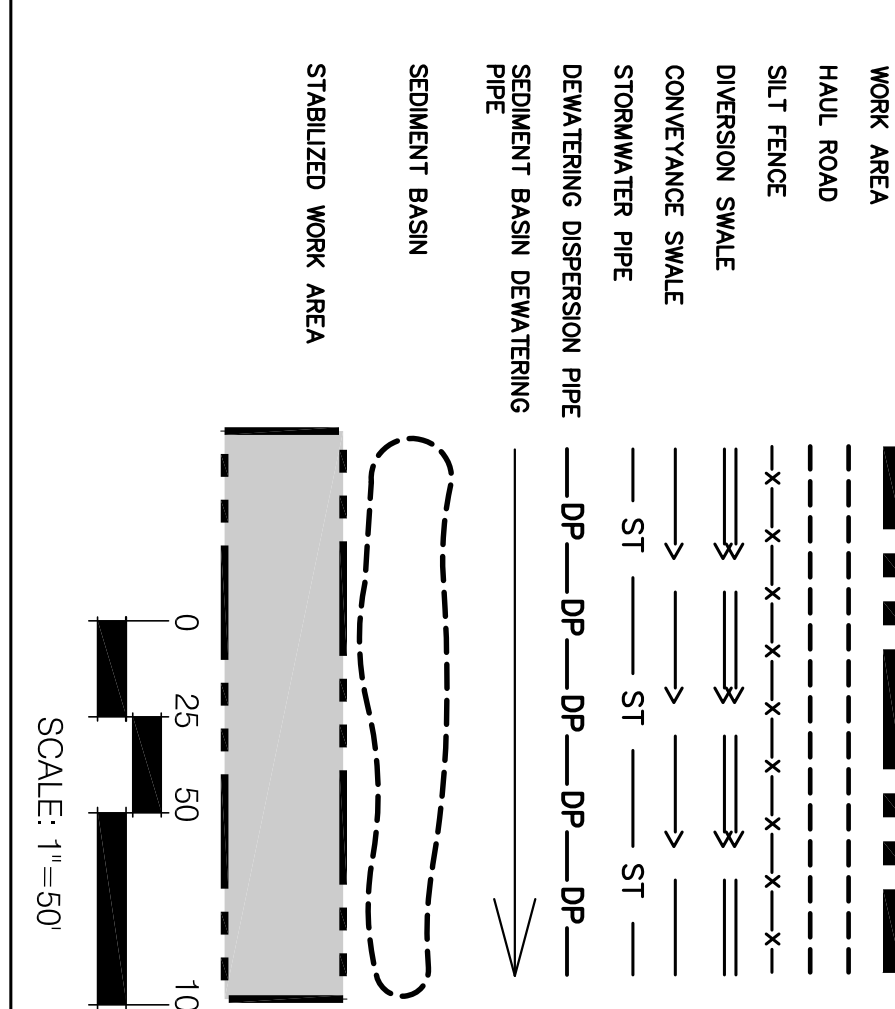 WORK AREA
HAUL ROAD
SILT FENCE
x x x x x x x x x
DIVERSION SWALE
CONVEYANCE SWALE
STORMWATER PIPE
ST ST ST
DEWATERING DISPERSION PIPE
DP DP DP DP DP
SEDIMENT BASIN DEWATERING
PIPE
SEDIMENT BASIN
STABILIZED WORK AREA
0 25 50
SCALE: 1"=50'